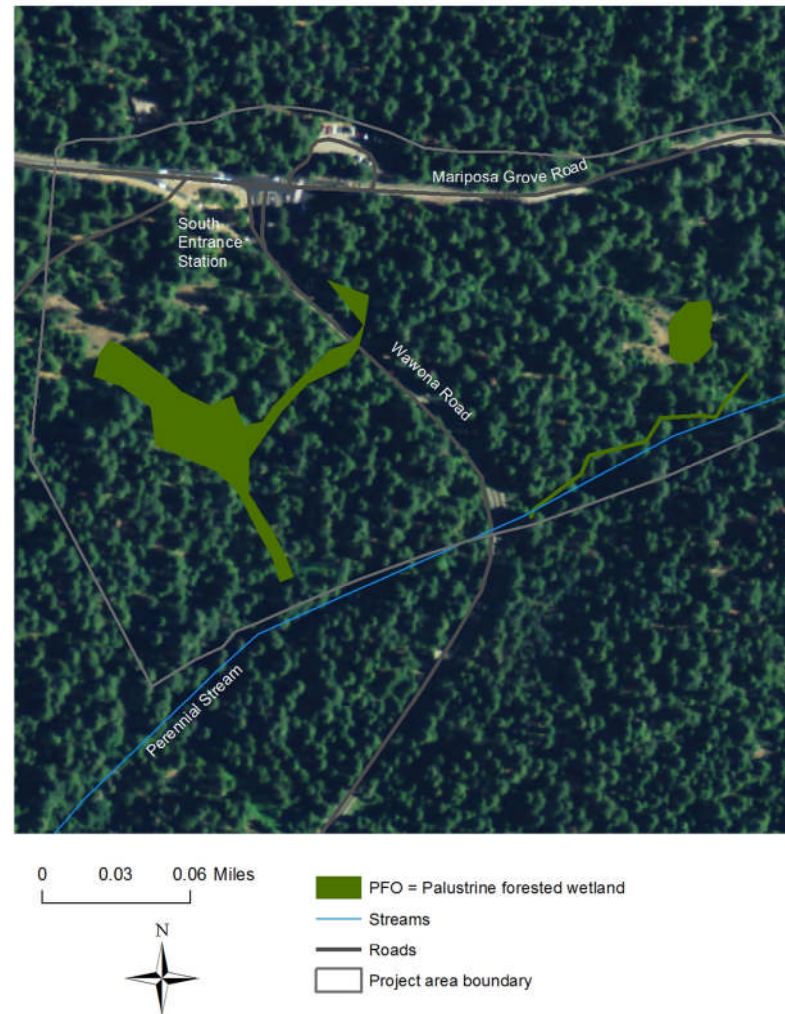 Mariposa Grove Road
South
Entrance
Station
Wawona Road
Perennial Stream
0 0.03 0.06 Miles
N
PFO = Palustrine forested wetland
Streams
Roads
Project area boundary